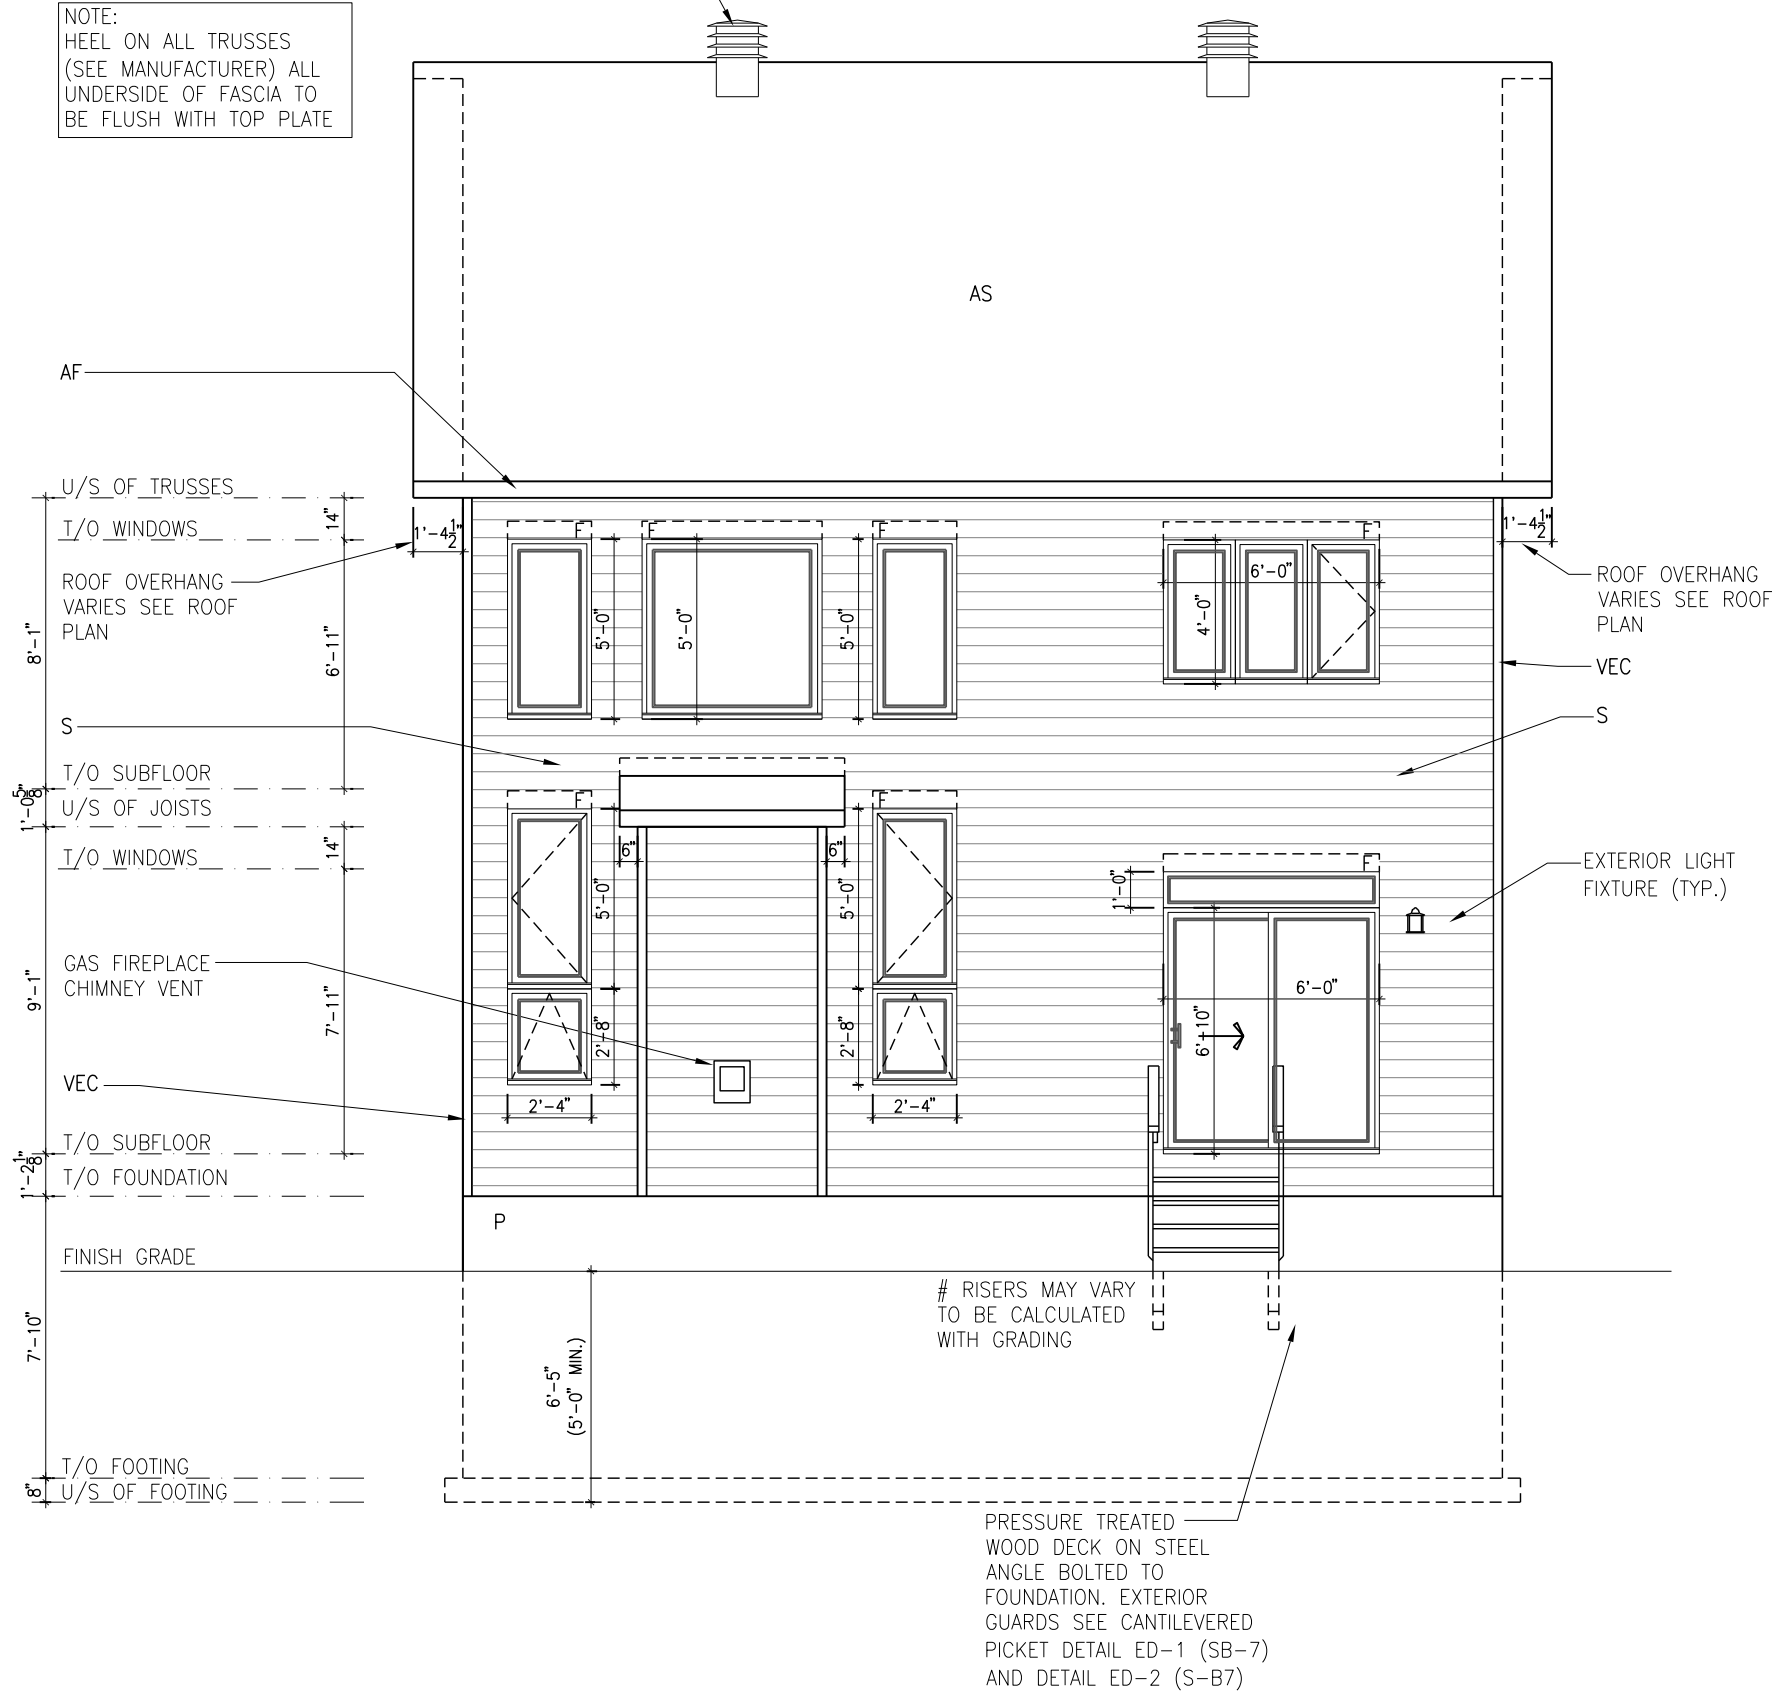 NOTE:
HEEL ON ALL TRUSSES
(SEE MANUFACTURER) ALL
UNDERSIDE OF FASCIA TO
BE FLUSH WITH TOP PLATE
AS
AF
U/S OF TRUSSES
T/O WINDOWS
14"
1'-4½"
1'-4½"
ROOF OVERHANG
VARIES SEE ROOF
PLAN
8'-1"
6'-11"
F
F
F
F
5'-0"
5'-0"
5'-0"
4'-0"
6'-0"
ROOF OVERHANG
VARIES SEE ROOF
PLAN
VEC
S
S
T/O SUBFLOOR
1'-0⅝"
U/S OF JOISTS
T/O WINDOWS
14"
F
F
F
6"
6"
5'-0"
5'-0"
1'-0"
EXTERIOR LIGHT
FIXTURE (TYP.)
GAS FIREPLACE
CHIMNEY VENT
9'-1"
7'-11"
2'-8"
2'-8"
6'-0"
6'-10"
VEC
2'-4"
2'-4"
T/O SUBFLOOR
1'-2⅛"
T/O FOUNDATION
P
FINISH GRADE
# RISERS MAY VARY
TO BE CALCULATED
WITH GRADING
7'-10"
6'-5"
(5'-0" MIN.)
T/O FOOTING
8"
U/S OF FOOTING
PRESSURE TREATED
WOOD DECK ON STEEL
ANGLE BOLTED TO
FOUNDATION. EXTERIOR
GUARDS SEE CANTILEVERED
PICKET DETAIL ED-1 (SB-7)
AND DETAIL ED-2 (S-B7)